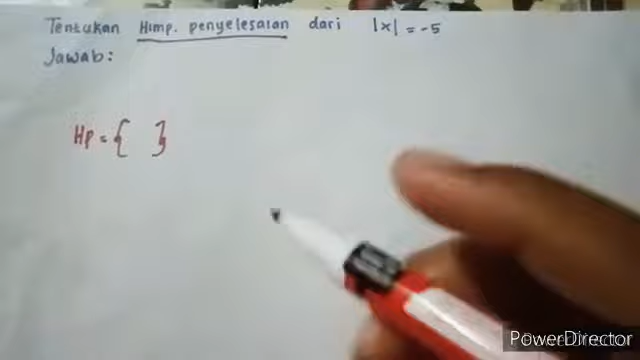 Tentukan Himp. penyelesaian dari |x| = -5
Jawab:
Hp = { }
PowerDirector